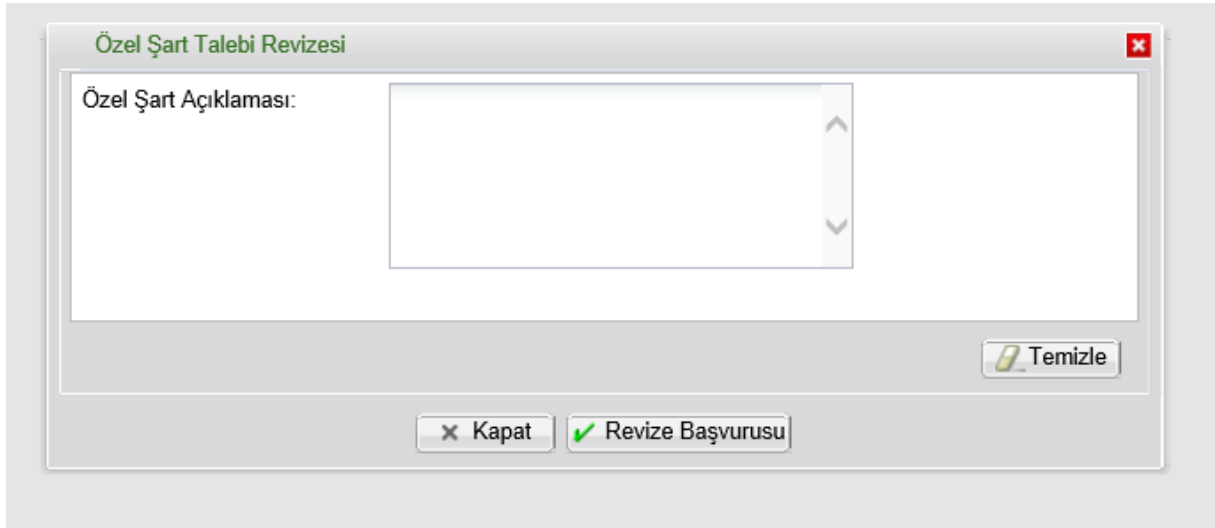 Özel Şart Talebi Revizesi
Özel Şart Açıklaması:
Temizle
Kapat
Revize Başvurusu